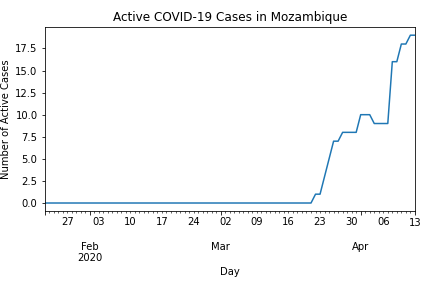 Active COVID-19 Cases in Mozambique
Number of Active Cases
17.5
15.0
12.5
10.0
7.5
5.0
2.5
0.0
27 03 10 17 24 02 09 16 23 30 06 13
Feb Mar Apr
2020
Day